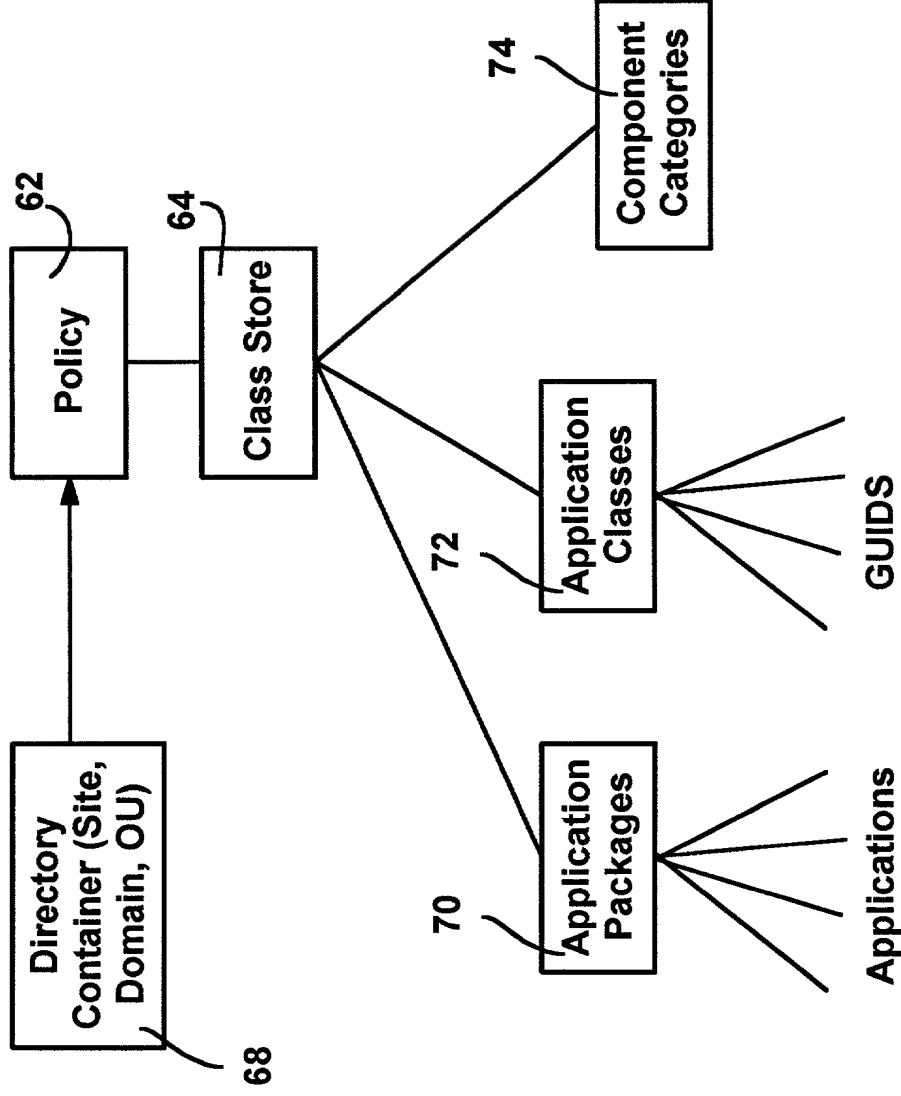 Directory
Container (Site,
Domain, OU)
68
Policy
62
Class Store
64
Application
Packages
70
Application
Classes
72
Component
Categories
74
Applications
GUIDS